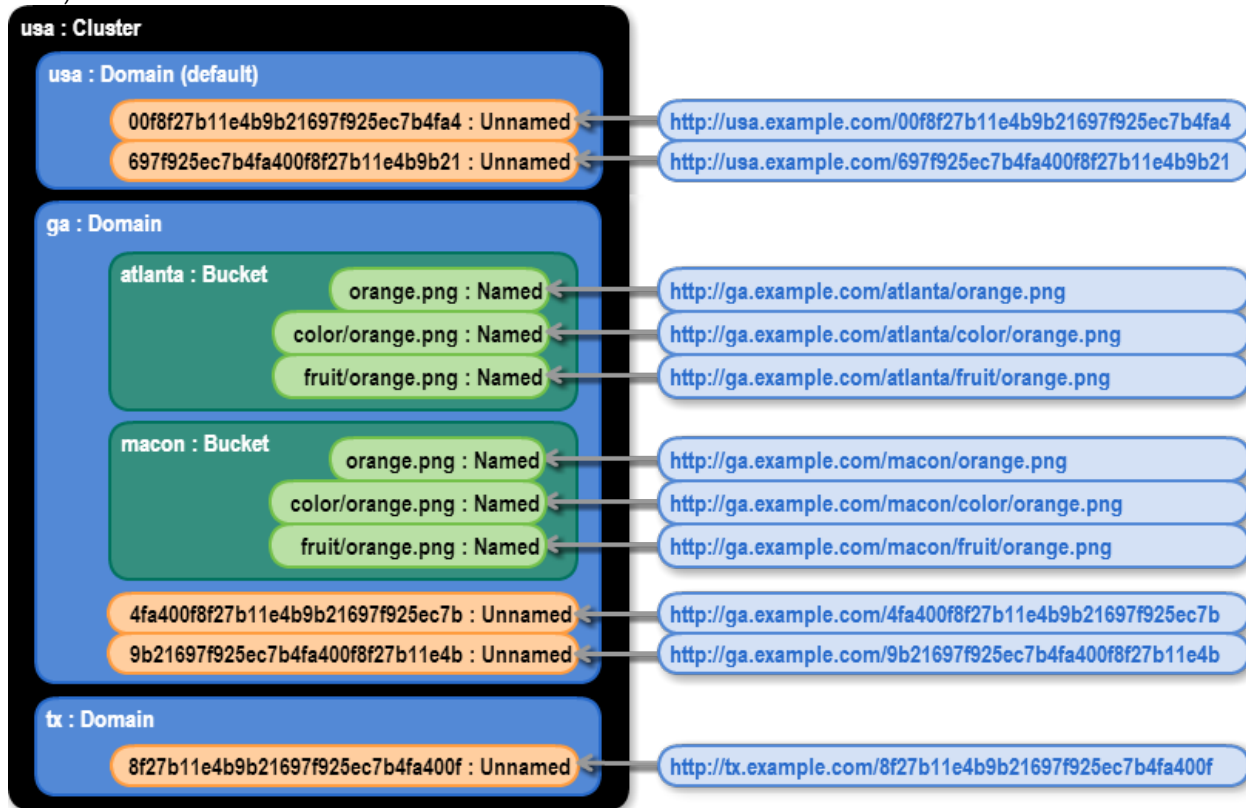 usa : Cluster
usa : Domain (default)
00f8f27b11e4b9b21697f925ec7b4fa4 : Unnamed
http://usa.example.com/00f8f27b11e4b9b21697f925ec7b4fa4
697f925ec7b4fa400f8f27b11e4b9b21 : Unnamed
http://usa.example.com/697f925ec7b4fa400f8f27b11e4b9b21
ga : Domain
atlanta : Bucket
orange.png : Named
http://ga.example.com/atlanta/orange.png
color/orange.png : Named
http://ga.example.com/atlanta/color/orange.png
fruit/orange.png : Named
http://ga.example.com/atlanta/fruit/orange.png
macon : Bucket
orange.png : Named
http://ga.example.com/macon/orange.png
color/orange.png : Named
http://ga.example.com/macon/color/orange.png
fruit/orange.png : Named
http://ga.example.com/macon/fruit/orange.png
4fa400f8f27b11e4b9b21697f925ec7b : Unnamed
http://ga.example.com/4fa400f8f27b11e4b9b21697f925ec7b
9b21697f925ec7b4fa400f8f27b11e4b : Unnamed
http://ga.example.com/9b21697f925ec7b4fa400f8f27b11e4b
tx : Domain
8f27b11e4b9b21697f925ec7b4fa400f : Unnamed
http://tx.example.com/8f27b11e4b9b21697f925ec7b4fa400f